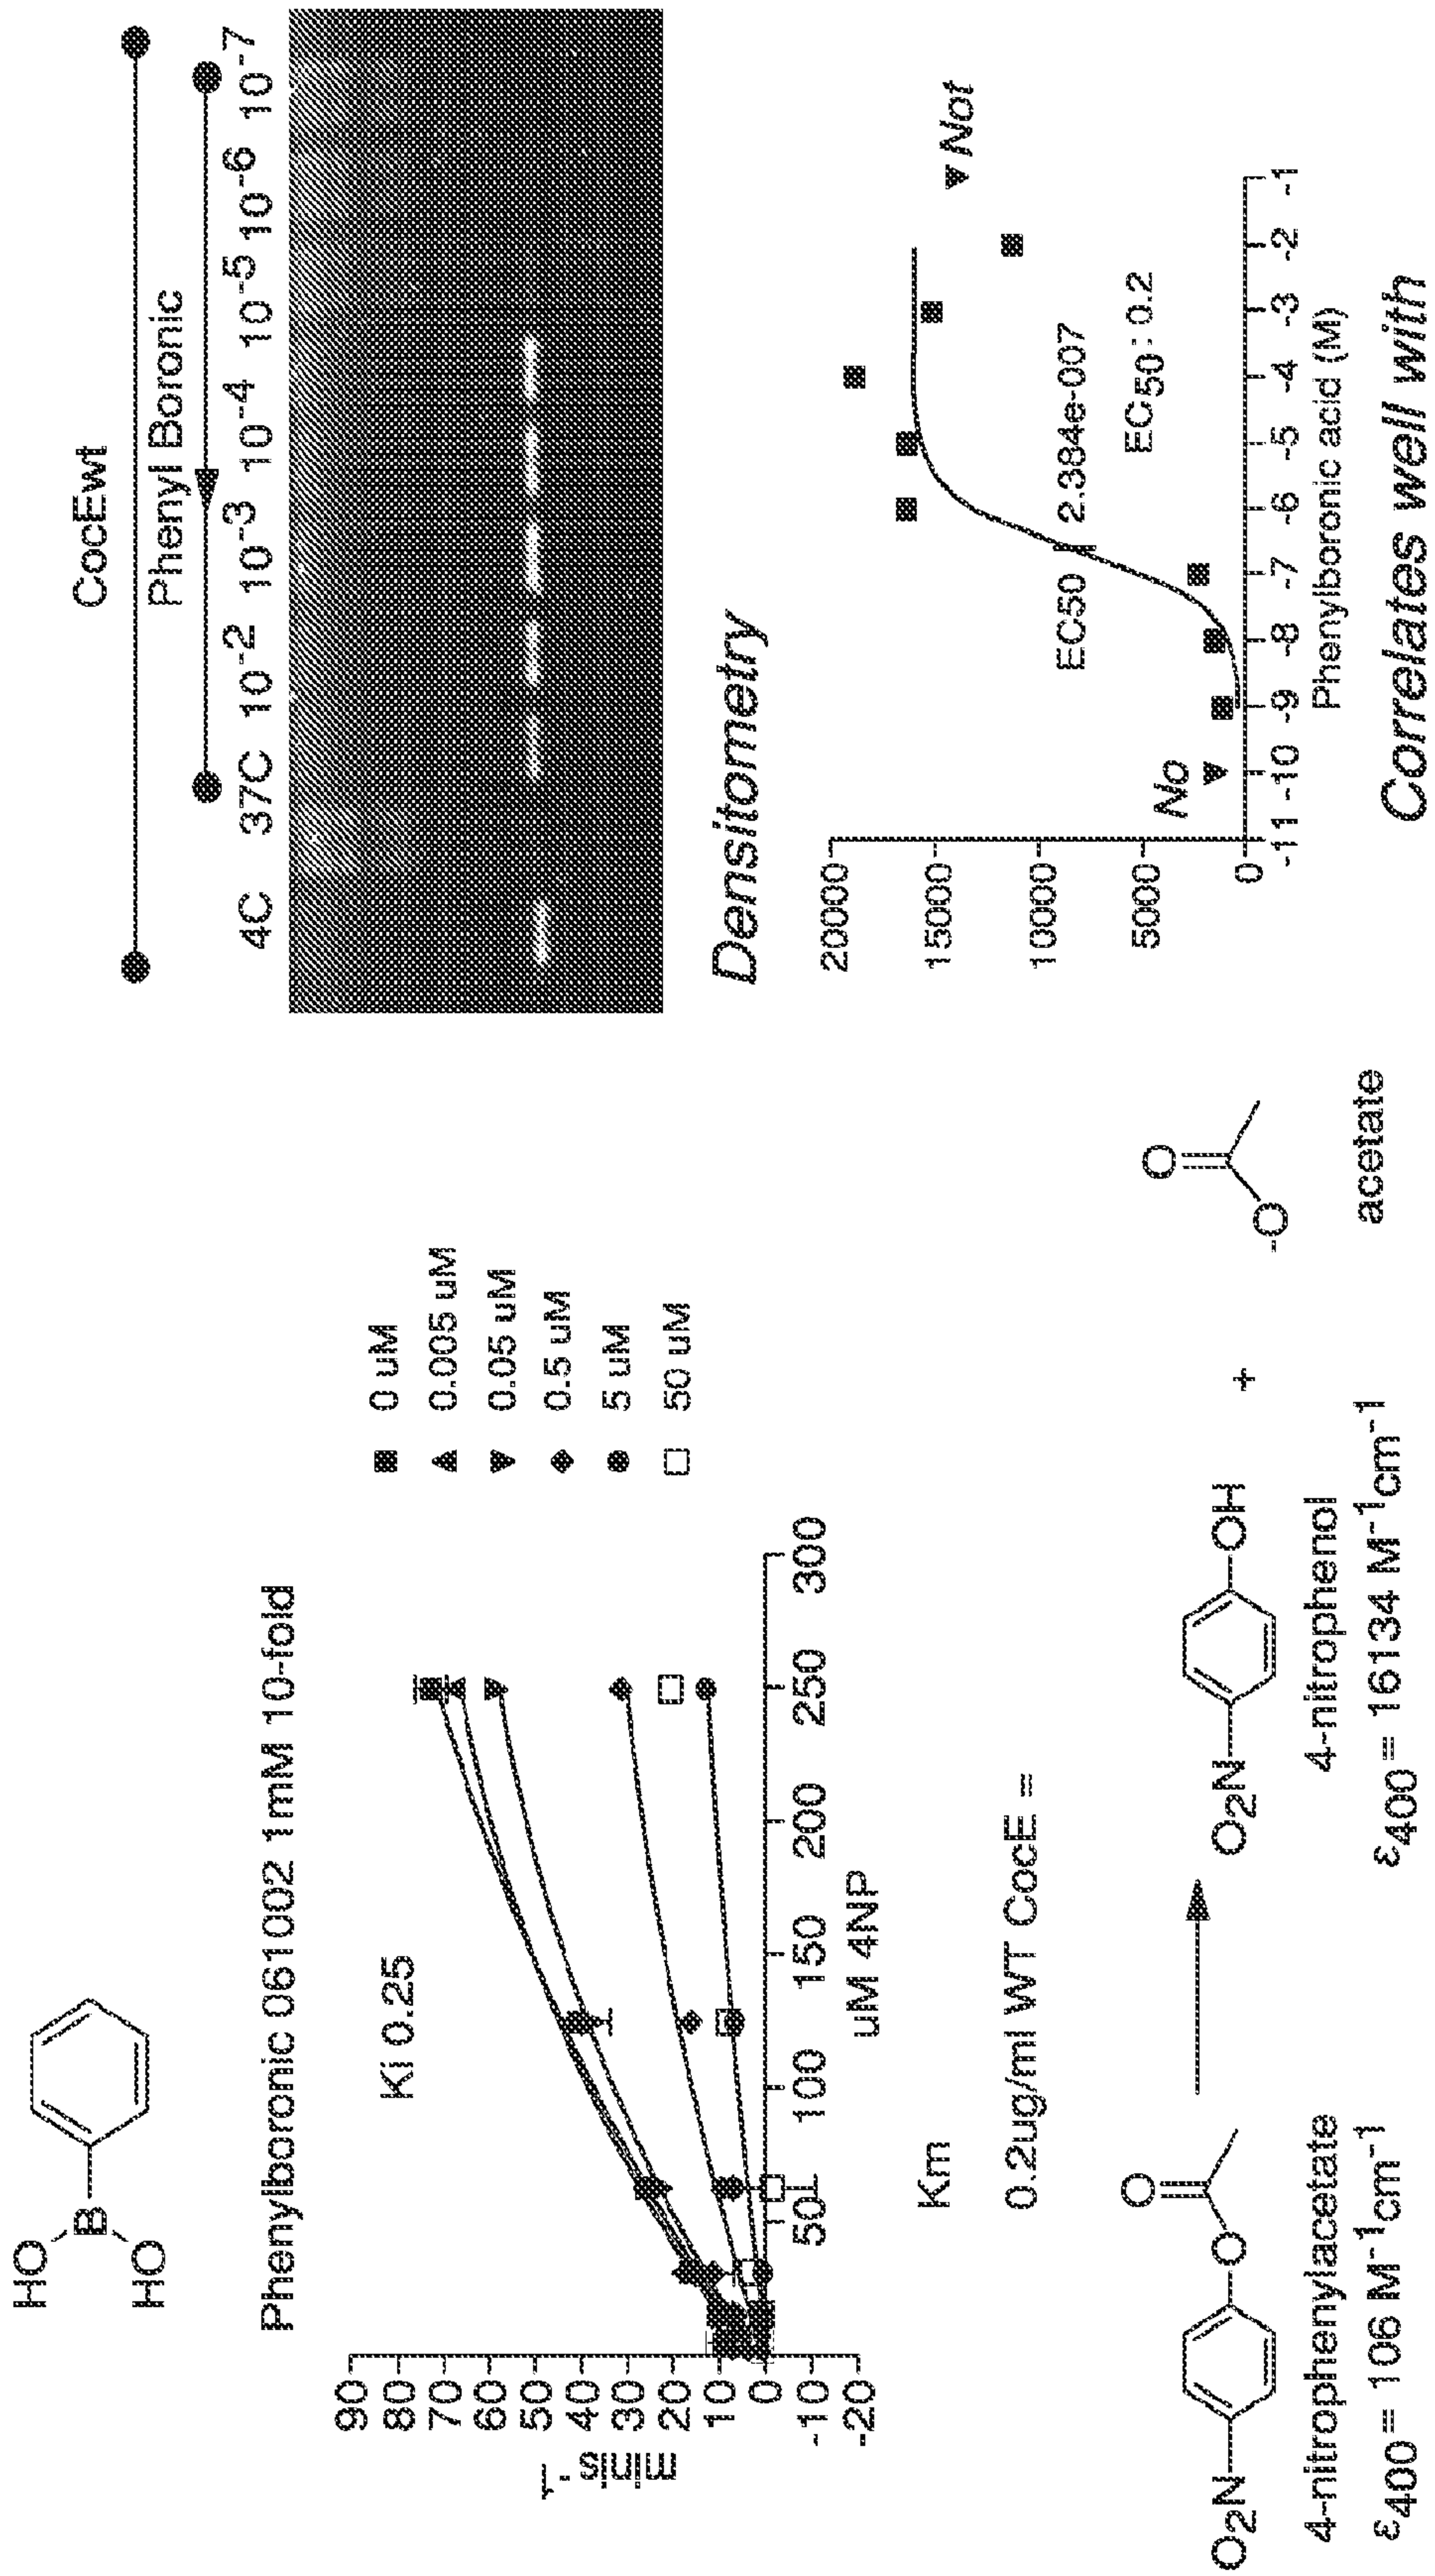 HO
B
HO
Phenylboronic 061002 1mM 10-fold
Ki 0.25
90
80
70
60
50
40
30
20
10
0
-10
-20
minis⁻¹
50 100 150 200 250 300
uM 4NP
0 uM
0.005 uM
0.05 uM
0.5 uM
5 uM
50 uM
Km
0.2ug/ml WT CocE =
O₂N O O
4-nitrophenylacetate
ε400 = 106 M⁻¹cm⁻¹
O₂N OH
4-nitrophenol
ε400 = 16134 M⁻¹cm⁻¹
+
O
-O
acetate
CocEwt
Phenyl Boronic
4C 37C 10⁻² 10⁻³ 10⁻⁴ 10⁻⁵ 10⁻⁶ 10⁻⁷
Densitometry
20000
15000
10000
5000
0
No
Not
EC50 2.384e-007
EC50: 0.2
-11 -10 -9 -8 -7 -6 -5 -4 -3 -2 -1
Phenylboronic acid (M)
Correlates well with